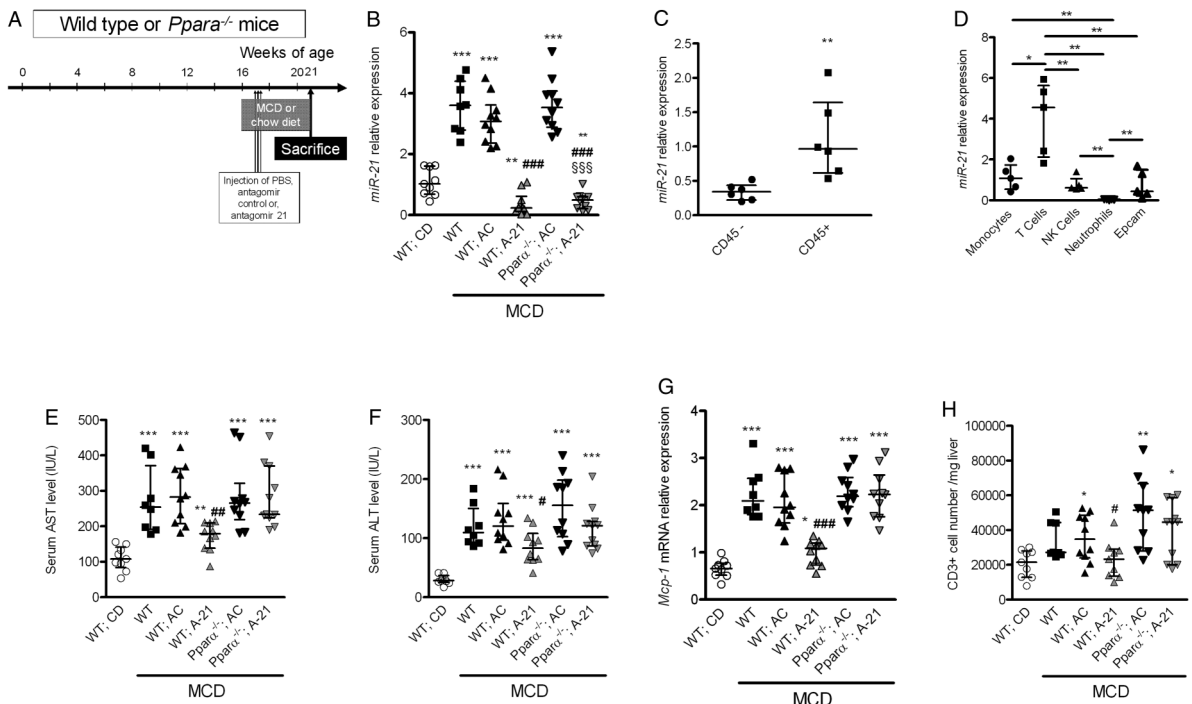 A
Wild type or Ppara-/- mice
Weeks of age
0 4 8 12 16 20 21
MCD or
chow diet
Sacrifice
Injection of PBS,
antagomir
control or,
antagomir 21
B
miR-21 relative expression
6
4
2
0
***
***
** ###
***
**
###
§§§
WT; CD
WT
WT; AC
WT; A-21
Pparα-/-, AC
Pparα-/-, A-21
MCD
C
miR-21 relative expression
2.5
2.0
1.5
1.0
0.5
0.0
**
CD45 -
CD45+
D
miR-21 relative expression
8
6
4
2
0
**
**
**
* **
**
**
Monocytes
T Cells
NK Cells
Neutrophils
Epcam
E
Serum AST level (IU/L)
500
400
300
200
100
0
***
***
** ##
***
***
WT; CD
WT
WT; AC
WT; A-21
Pparα-/-, AC
Pparα-/-, A-21
MCD
F
Serum ALT level (IU/L)
300
200
100
0
***
***
*** #
***
***
WT; CD
WT
WT; AC
WT; A-21
Pparα-/-, AC
Pparα-/-, A-21
MCD
G
Mcp-1 mRNA relative expression
4
3
2
1
0
***
***
* ###
***
***
WT; CD
WT
WT; AC
WT; A-21
Pparα-/-, AC
Pparα-/-, A-21
MCD
H
CD3+ cell number /mg liver
100000
80000
60000
40000
20000
0
*
#
**
*
WT; CD
WT
WT; AC
WT; A-21
Pparα-/-, AC
Pparα-/-, A-21
MCD